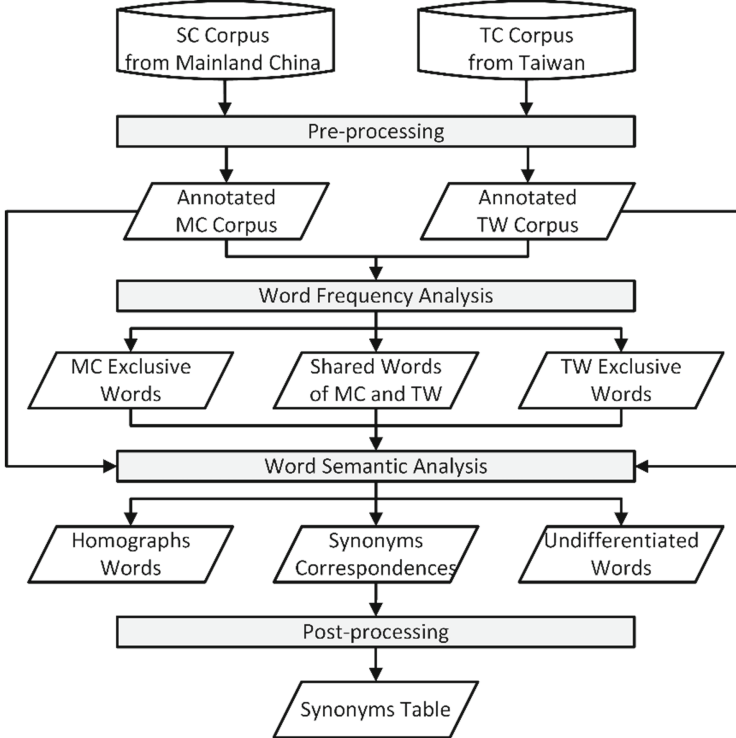 SC Corpus
from Mainland China
TC Corpus
from Taiwan
Pre-processing
Annotated
MC Corpus
Annotated
TW Corpus
Word Frequency Analysis
MC Exclusive
Words
Shared Words
of MC and TW
TW Exclusive
Words
Word Semantic Analysis
Homographs
Words
Synonyms
Correspondences
Undifferentiated
Words
Post-processing
Synonyms Table